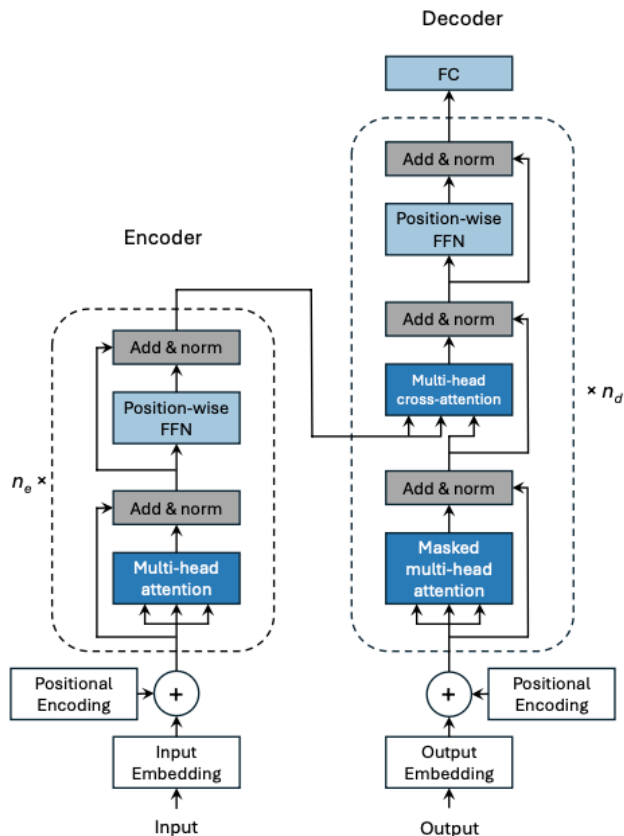 Decoder
FC
Add & norm
Position-wise
FFN
Add & norm
Multi-head
cross-attention
× n_d
Add & norm
Masked
multi-head
attention
+
Positional
Encoding
Output
Embedding
Output
Encoder
Add & norm
Position-wise
FFN
n_e ×
Add & norm
Multi-head
attention
Positional
Encoding
+
Input
Embedding
Input